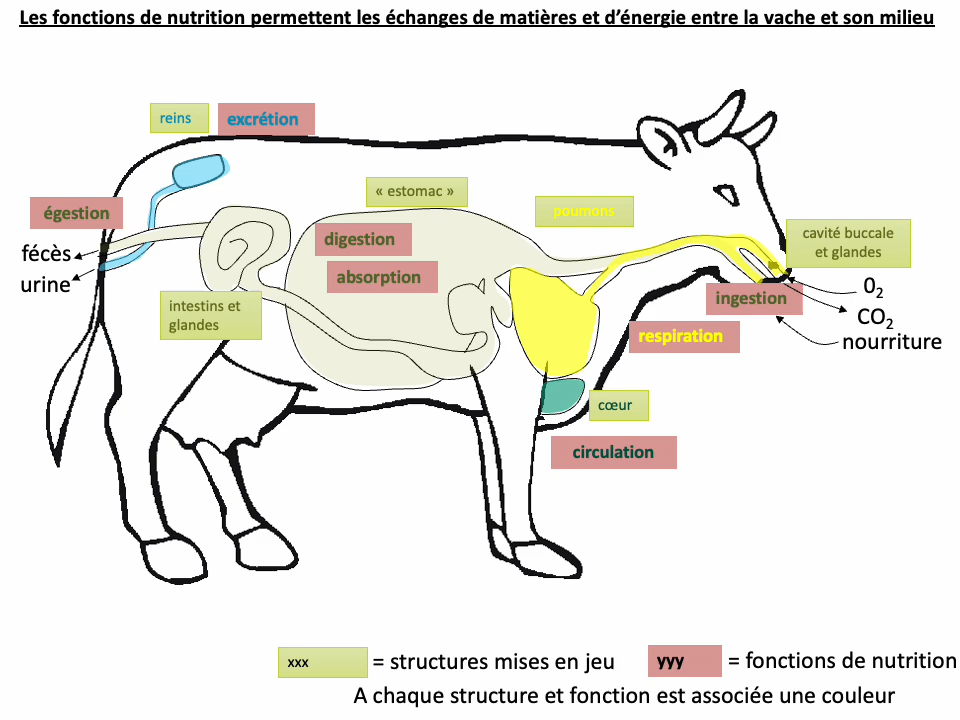 Les fonctions de nutrition permettent les échanges de matières et d’énergie entre la vache et son milieu
reins
excrétion
« estomac »
égestion
poumons
digestion
cavité buccale
et glandes
fécès
absorption
urine
0₂
intestins et
glandes
ingestion
CO₂
respiration
nourriture
cœur
circulation
xxx = structures mises en jeu
yyy = fonctions de nutrition
A chaque structure et fonction est associée une couleur